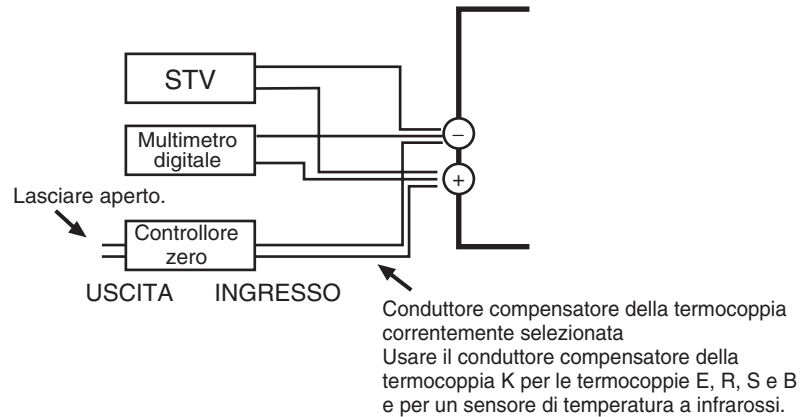 STV
Multimetro
digitale
−
+
Lasciare aperto.
Controllore
zero
USCITA INGRESSO
Conduttore compensatore della termocoppia
correntemente selezionata
Usare il conduttore compensatore della
termocoppia K per le termocoppie E, R, S e B
e per un sensore di temperatura a infrarossi.